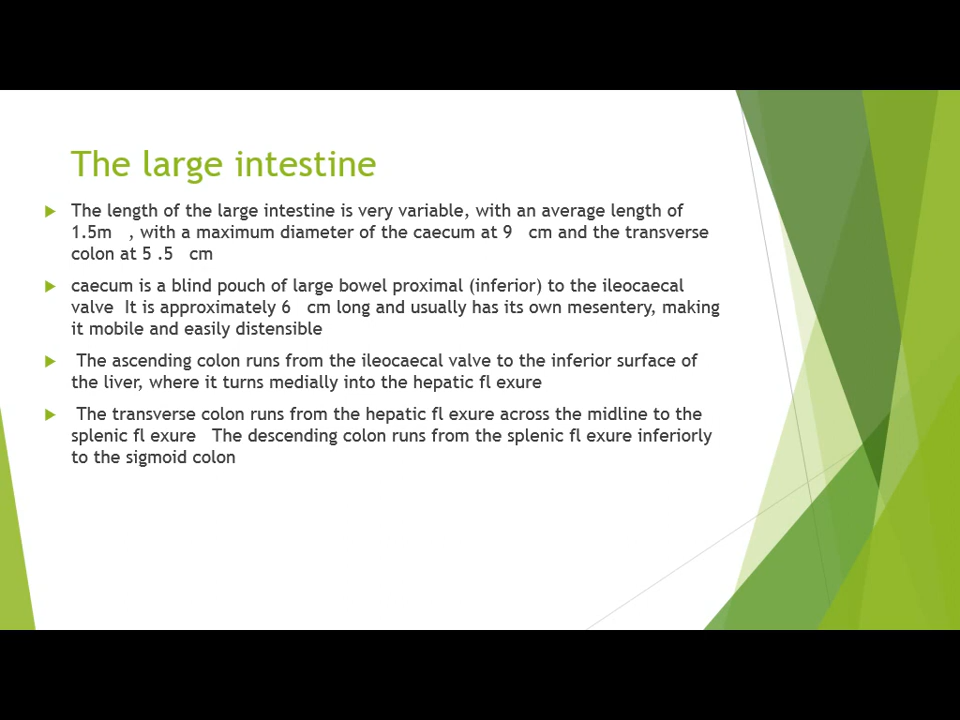 The large intestine
The length of the large intestine is very variable, with an average length of
1.5m , with a maximum diameter of the caecum at 9 cm and the transverse
colon at 5 .5 cm
caecum is a blind pouch of large bowel proximal (inferior) to the ileocaecal
valve It is approximately 6 cm long and usually has its own mesentery, making
it mobile and easily distensible
The ascending colon runs from the ileocaecal valve to the inferior surface of
the liver, where it turns medially into the hepatic fl exure
The transverse colon runs from the hepatic fl exure across the midline to the
splenic fl exure The descending colon runs from the splenic fl exure inferiorly
to the sigmoid colon